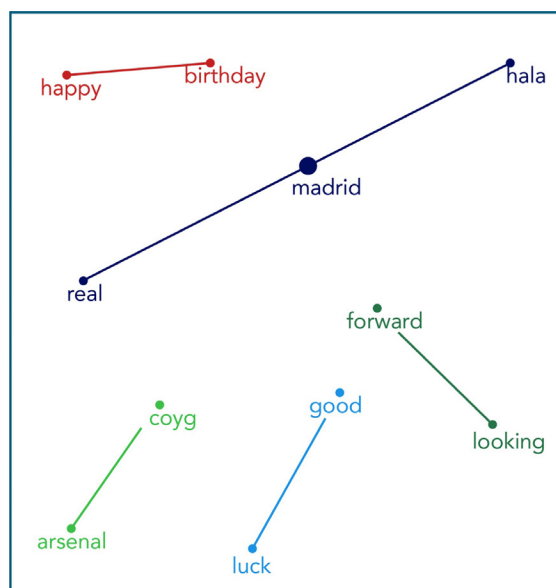 birthday
hala
happy
madrid
real
forward
good
coyg
looking
arsenal
luck